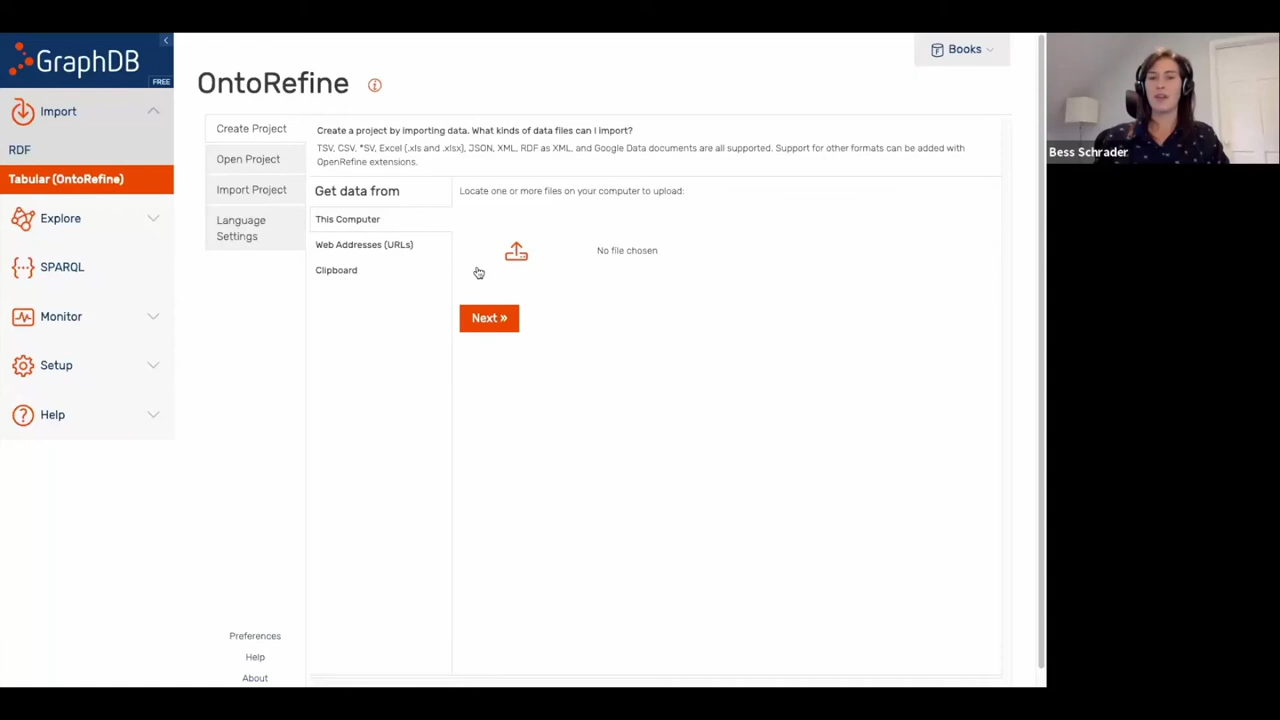 GraphDB
FREE
Import
RDF
Tabular (OntoRefine)
Explore
SPARQL
Monitor
Setup
Help
Books
OntoRefine
Create Project
Open Project
Import Project
Language
Settings
Create a project by importing data. What kinds of data files can I import?
TSV, CSV, *SV, Excel (.xls and .xlsx), JSON, XML, RDF as XML, and Google Data documents are all supported. Support for other formats can be added with
OpenRefine extensions.
Get data from
This Computer
Web Addresses (URLs)
Clipboard
Locate one or more files on your computer to upload:
No file chosen
Next »
Preferences
Help
About
Bess Schrader